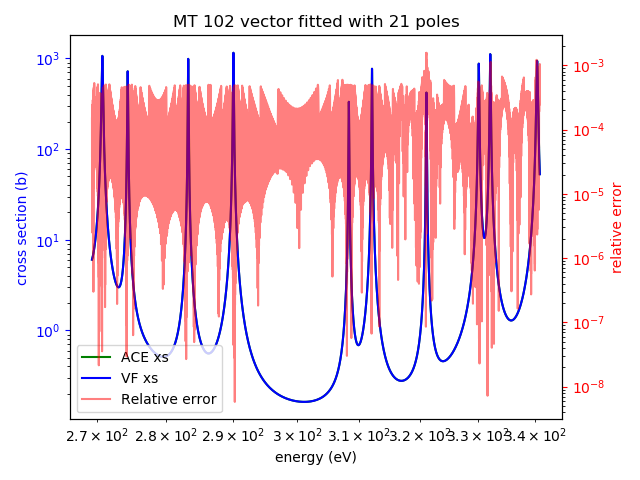 MT 102 vector fitted with 21 poles
10³
10²
10¹
10⁰
cross section (b)
10⁻³
10⁻⁴
10⁻⁵
10⁻⁶
10⁻⁷
10⁻⁸
relative error
ACE xs
VF xs
Relative error
2.7 × 10² 2.8 × 10² 2.9 × 10² 3 × 10² 3.1 × 10² 3.2 × 10² 3.3 × 10² 3.4 × 10²
energy (eV)